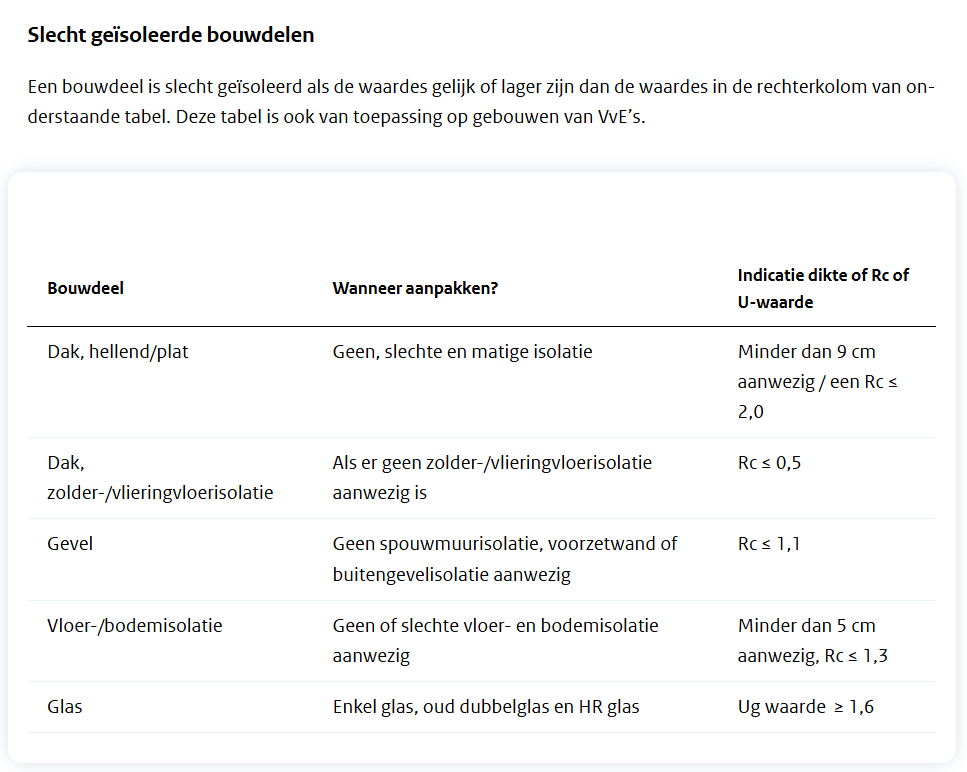 Slecht geïsoleerde bouwdelen
Een bouwdeel is slecht geïsoleerd als de waardes gelijk of lager zijn dan de waardes in de rechterkolom van on-
derstaande tabel. Deze tabel is ook van toepassing op gebouwen van VvE’s.
Bouwdeel
Wanneer aanpakken?
Indicatie dikte of Rc of
U-waarde
Dak, hellend/plat
Geen, slechte en matige isolatie
Minder dan 9 cm
aanwezig / een Rc ≤
2,0
Dak,
zolder-/vlieringvloerisolatie
Als er geen zolder-/vlieringvloerisolatie
aanwezig is
Rc ≤ 0,5
Gevel
Geen spouwmuurisolatie, voorzetwand of
buitengevelisolatie aanwezig
Rc ≤ 1,1
Vloer-/bodemisolatie
Geen of slechte vloer- en bodemisolatie
aanwezig
Minder dan 5 cm
aanwezig, Rc ≤ 1,3
Glas
Enkel glas, oud dubbelglas en HR glas
Ug waarde ≥ 1,6